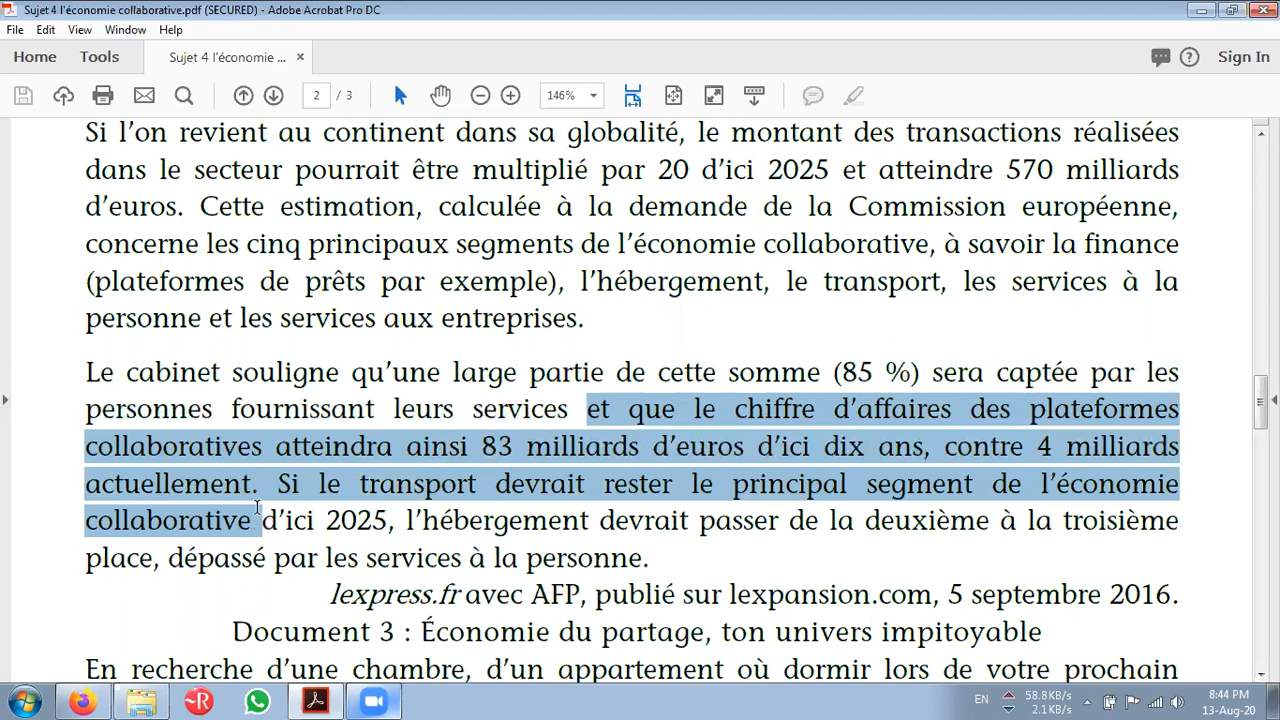 Sujet 4 l'économie collaborative.pdf (SECURED) - Adobe Acrobat Pro DC
File Edit View Window Help
Home Tools Sujet 4 l'économie ... × Sign In
2 / 3 146%
Si l’on revient au continent dans sa globalité, le montant des transactions réalisées
dans le secteur pourrait être multiplié par 20 d’ici 2025 et atteindre 570 milliards
d’euros. Cette estimation, calculée à la demande de la Commission européenne,
concerne les cinq principaux segments de l’économie collaborative, à savoir la finance
(plateformes de prêts par exemple), l’hébergement, le transport, les services à la
personne et les services aux entreprises.
Le cabinet souligne qu’une large partie de cette somme (85 %) sera captée par les
personnes fournissant leurs services et que le chiffre d’affaires des plateformes
collaboratives atteindra ainsi 83 milliards d’euros d’ici dix ans, contre 4 milliards
actuellement. Si le transport devrait rester le principal segment de l’économie
collaborative d’ici 2025, l’hébergement devrait passer de la deuxième à la troisième
place, dépassé par les services à la personne.
lexpress.fr avec AFP, publié sur lexpansion.com, 5 septembre 2016.
Document 3 : Économie du partage, ton univers impitoyable
En recherche d’une chambre, d’un appartement où dormir lors de votre prochain
EN 58.8KB/s 8:44 PM
2.1KB/s 13-Aug-20